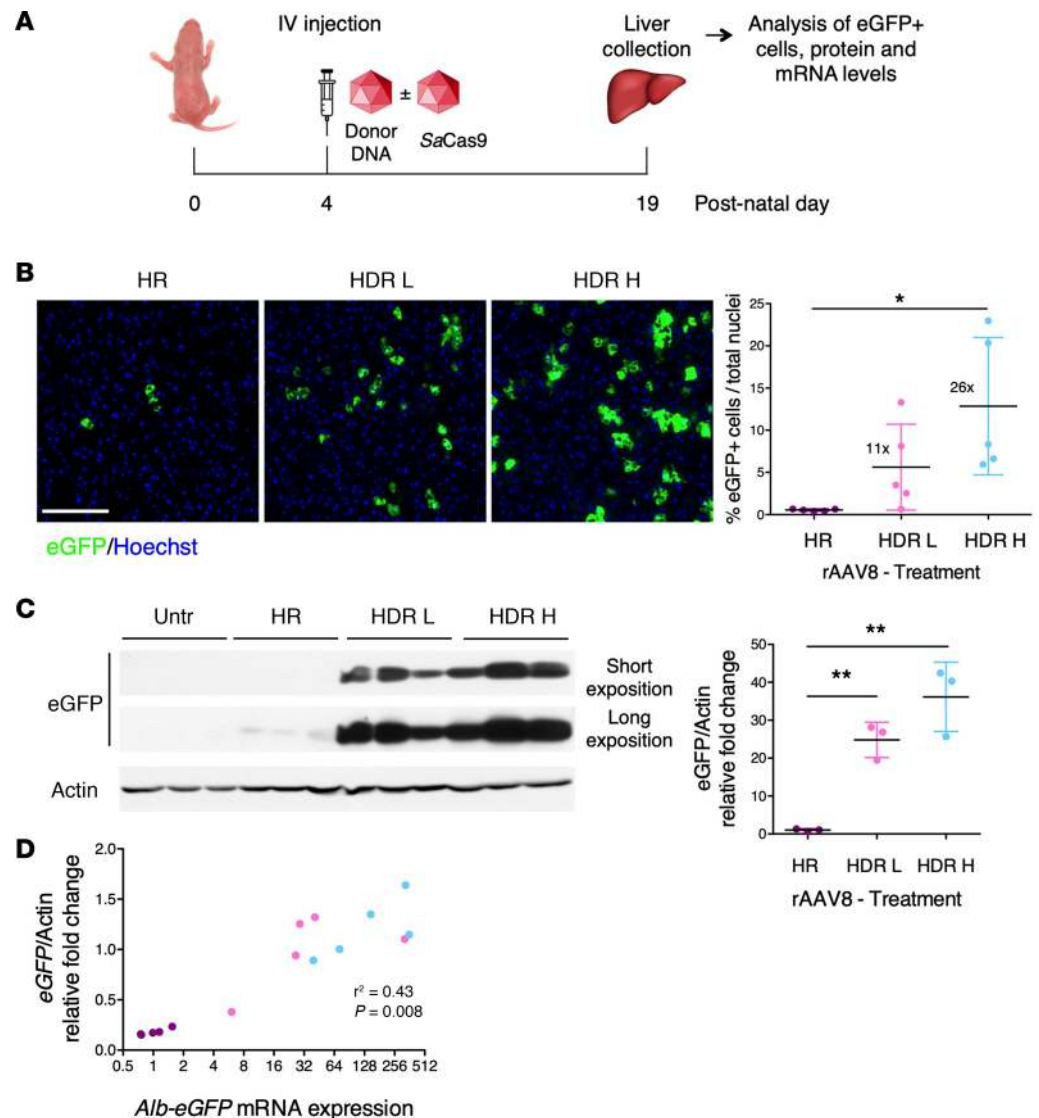 A
IV injection
Liver
collection
Analysis of eGFP+
cells, protein and
mRNA levels
±
Donor
DNA
SaCas9
0
4
19
Post-natal day
B
HR
HDR L
HDR H
eGFP/Hoechst
% eGFP+ cells / total nuclei
25
20
15
10
5
0
*
11x
26x
HR
HDR L
HDR H
rAAV8 - Treatment
C
Untr
HR
HDR L
HDR H
eGFP
Short
exposition
Long
exposition
Actin
eGFP/Actin
relative fold change
50
40
30
20
10
0
**
**
HR
HDR L
HDR H
rAAV8 - Treatment
D
eGFP/Actin
relative fold change
2.0
1.5
1.0
0.5
0.0
r² = 0.43
P = 0.008
0.5 1 2 4 8 16 32 64 128 256 512
Alb-eGFP mRNA expression